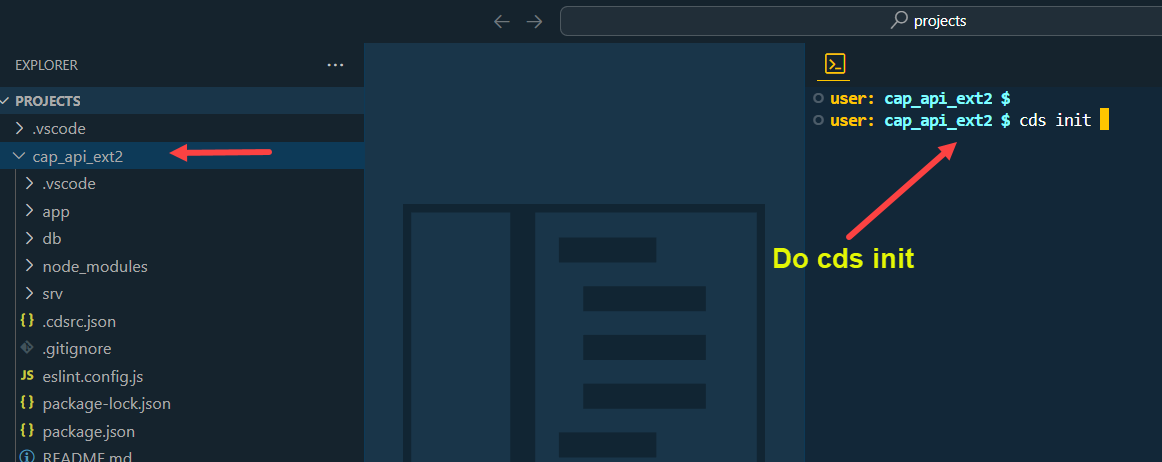 projects
EXPLORER
PROJECTS
.vscode
cap_api_ext2
.vscode
app
db
node_modules
srv
{} .cdsrc.json
.gitignore
JS eslint.config.js
{} package-lock.json
{} package.json
README.md
user: cap_api_ext2 $
user: cap_api_ext2 $ cds init
Do cds init